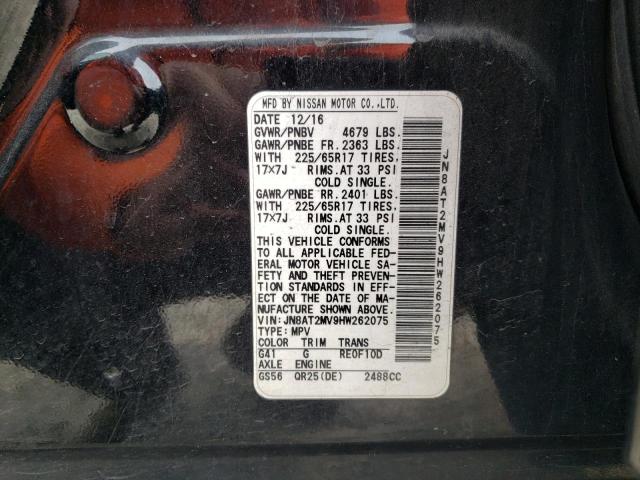 MFD BY NISSAN MOTOR CO.,LTD.
DATE 12/16
GVWR/PNBV 4679 LBS.
GAWR/PNBE FR. 2363 LBS.
WITH 225/65R17 TIRES,
17X7J RIMS.AT 33 PSI
COLD SINGLE.
GAWR/PNBE RR. 2401 LBS.
WITH 225/65R17 TIRES,
17X7J RIMS.AT 33 PSI
COLD SINGLE.
THIS VEHICLE CONFORMS
TO ALL APPLICABLE FED-
ERAL MOTOR VEHICLE SA-
FETY AND THEFT PREVEN-
TION STANDARDS IN EFF-
ECT ON THE DATE OF MA-
NUFACTURE SHOWN ABOVE.
VIN: JN8AT2MV9HW262075
TYPE: MPV
COLOR TRIM TRANS
G41 G RE0F10D
AXLE ENGINE
GS56 QR25(DE) 2488CC
JN8AT2MV9HW262075